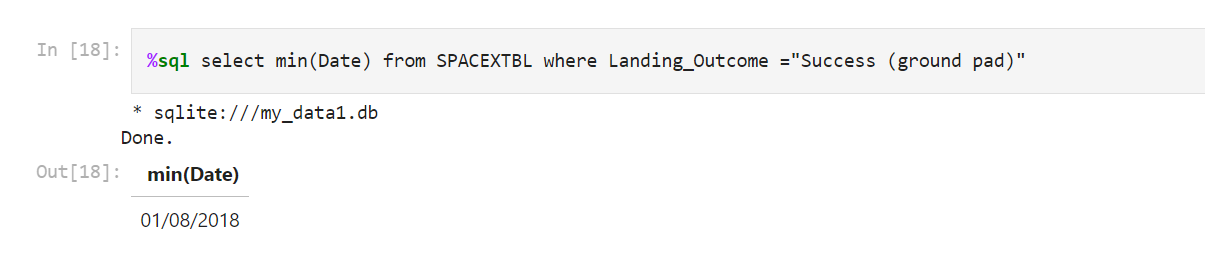 In [18]: %sql select min(Date) from SPACEXTBL where Landing_Outcome ="Success (ground pad)"
* sqlite:///my_data1.db
Done.
Out[18]: min(Date)
01/08/2018